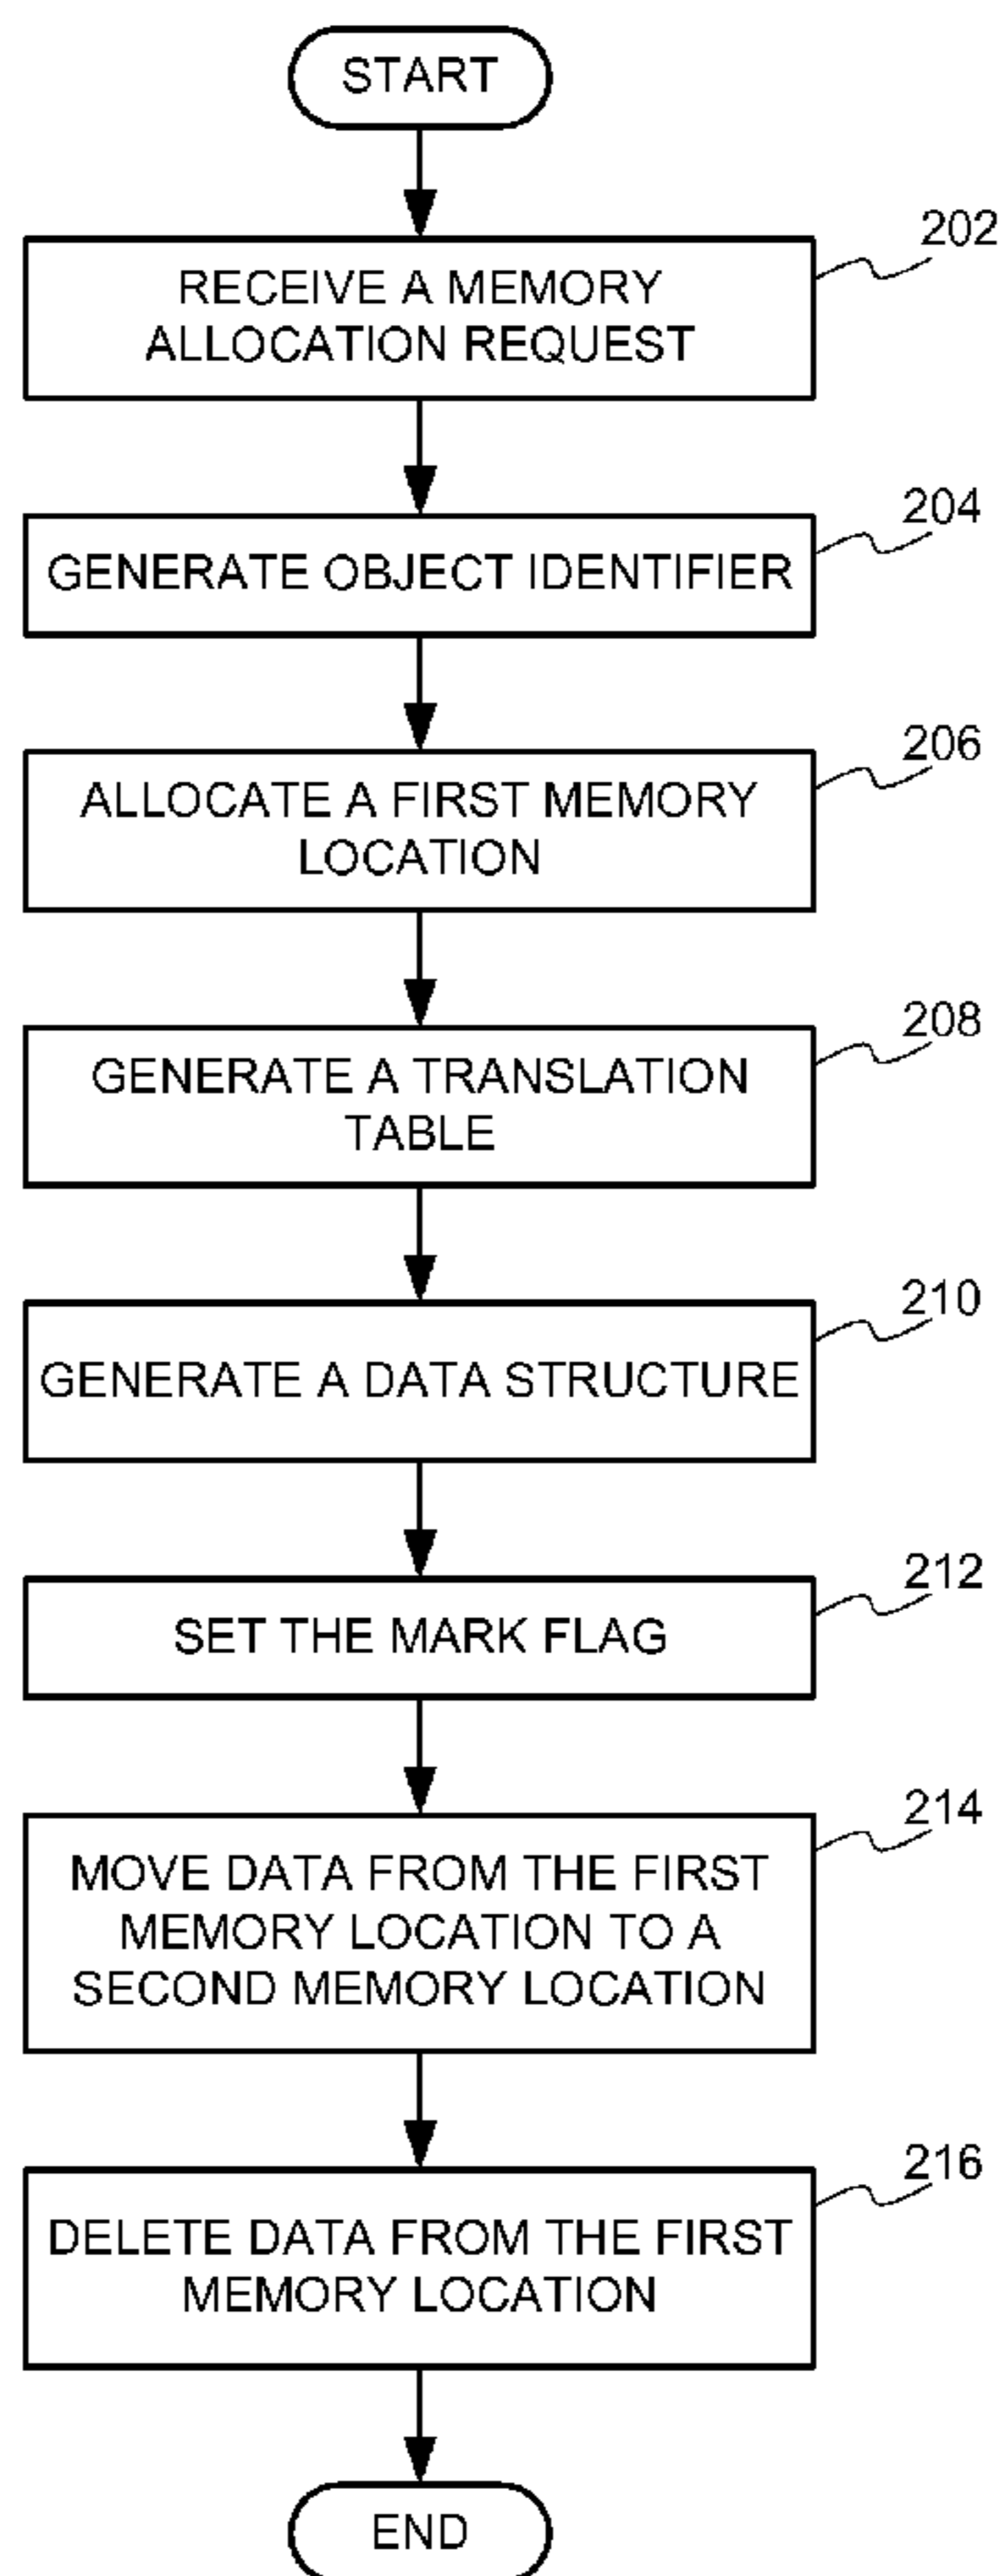 START
202
RECEIVE A MEMORY
ALLOCATION REQUEST
204
GENERATE OBJECT IDENTIFIER
206
ALLOCATE A FIRST MEMORY
LOCATION
208
GENERATE A TRANSLATION
TABLE
210
GENERATE A DATA STRUCTURE
212
SET THE MARK FLAG
214
MOVE DATA FROM THE FIRST
MEMORY LOCATION TO A
SECOND MEMORY LOCATION
216
DELETE DATA FROM THE FIRST
MEMORY LOCATION
END